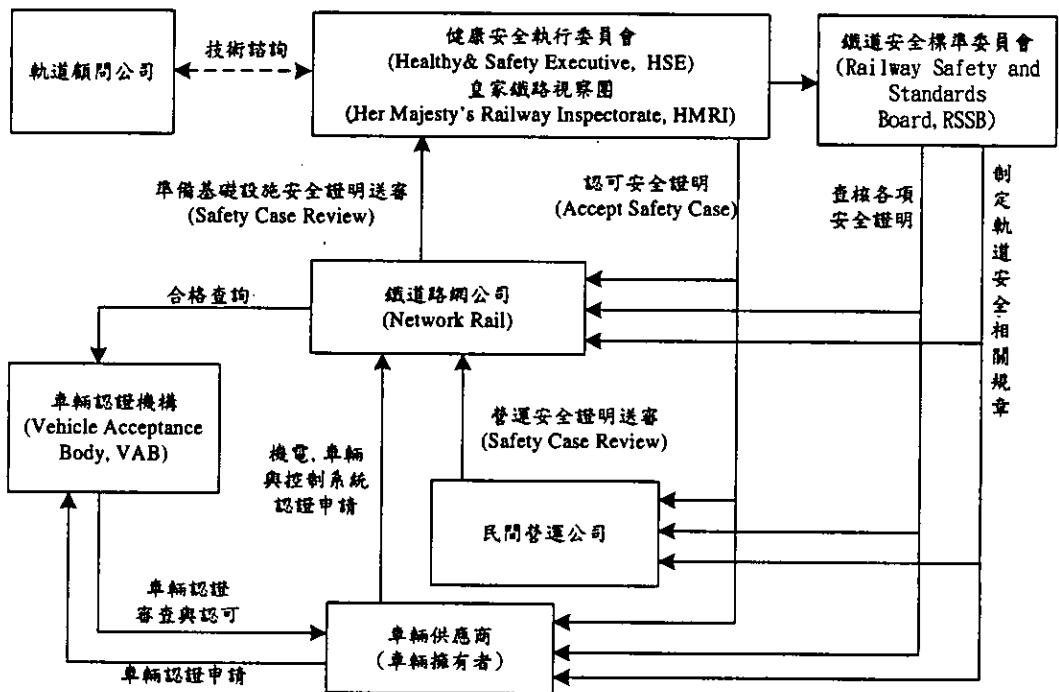 軌道顧問公司
技術諮詢
健康安全執行委員會
(Healthy& Safety Executive, HSE)
皇家鐵路視察團
(Her Majesty's Railway Inspectorate, HMRI)
鐵道安全標準委員會
(Railway Safety and
Standards
Board, RSSB)
準備基礎設施安全證明送審
(Safety Case Review)
認可安全證明
(Accept Safety Case)
查核各項
安全證明
制定軌道安全相關規章
合格查詢
鐵道路網公司
(Network Rail)
車輛認證機構
(Vehicle Acceptance
Body, VAB)
機電,車輛
與控制系統
認證申請
營運安全證明送審
(Safety Case Review)
民間營運公司
車輛認證
審查與認可
車輛認證申請
車輛供應商
(車輛擁有者)